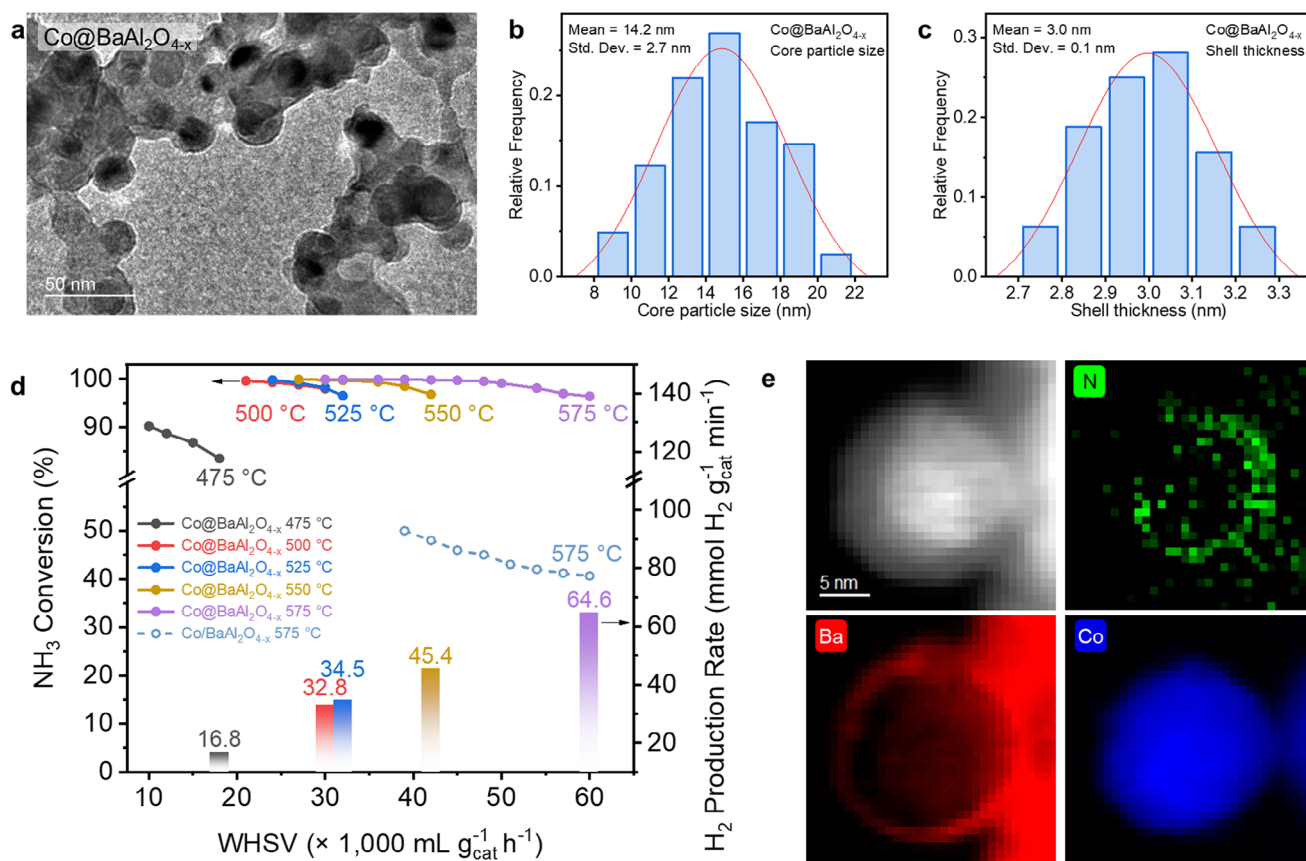 a
Co@BaAl₂O₄₋ₓ
50 nm
b
Mean = 14.2 nm
Std. Dev. = 2.7 nm
Co@BaAl₂O₄₋ₓ
Core particle size
Relative Frequency
0.2
0.1
0.0
8 10 12 14 16 18 20 22
Core particle size (nm)
c
Mean = 3.0 nm
Std. Dev. = 0.1 nm
Co@BaAl₂O₄₋ₓ
Shell thickness
Relative Frequency
0.3
0.2
0.1
0.0
2.7 2.8 2.9 3.0 3.1 3.2 3.3
Shell thickness (nm)
d
NH₃ Conversion (%)
100
90
50
40
30
20
10
0
500 °C
525 °C
550 °C
575 °C
475 °C
Co@BaAl₂O₄₋ₓ 475 °C
Co@BaAl₂O₄₋ₓ 500 °C
Co@BaAl₂O₄₋ₓ 525 °C
Co@BaAl₂O₄₋ₓ 550 °C
Co@BaAl₂O₄₋ₓ 575 °C
Co/BaAl₂O₄₋ₓ 575 °C
575 °C
64.6
45.4
34.5
32.8
16.8
10 20 30 40 50 60
WHSV (× 1,000 mL g⁻¹cat h⁻¹)
140
120
100
80
60
40
20
H₂ Production Rate (mmol H₂ g⁻¹cat min⁻¹)
e
5 nm
N
Ba
Co